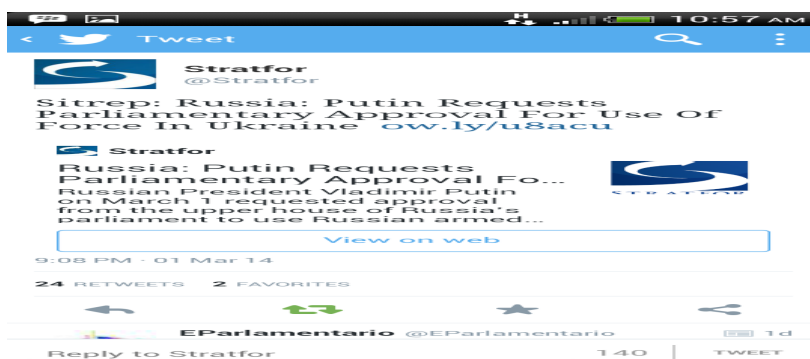 H
10:57 AM
Tweet
Stratfor
@Stratfor
Sitrep: Russia: Putin Requests
Parliamentary Approval For Use Of
Force In Ukraine ow.ly/u8acu
Stratfor
Russia: Putin Requests
Parliamentary Approval Fo...
Russian President Vladimir Putin
on March 1 requested approval
from the upper house of Russia's
parliament to use Russian armed...
STRATFOR
View on web
9:08 PM · 01 Mar 14
24 RETWEETS 2 FAVORITES
EParlamentario @EParlamentario 1d
Reply to Stratfor 140 TWEET